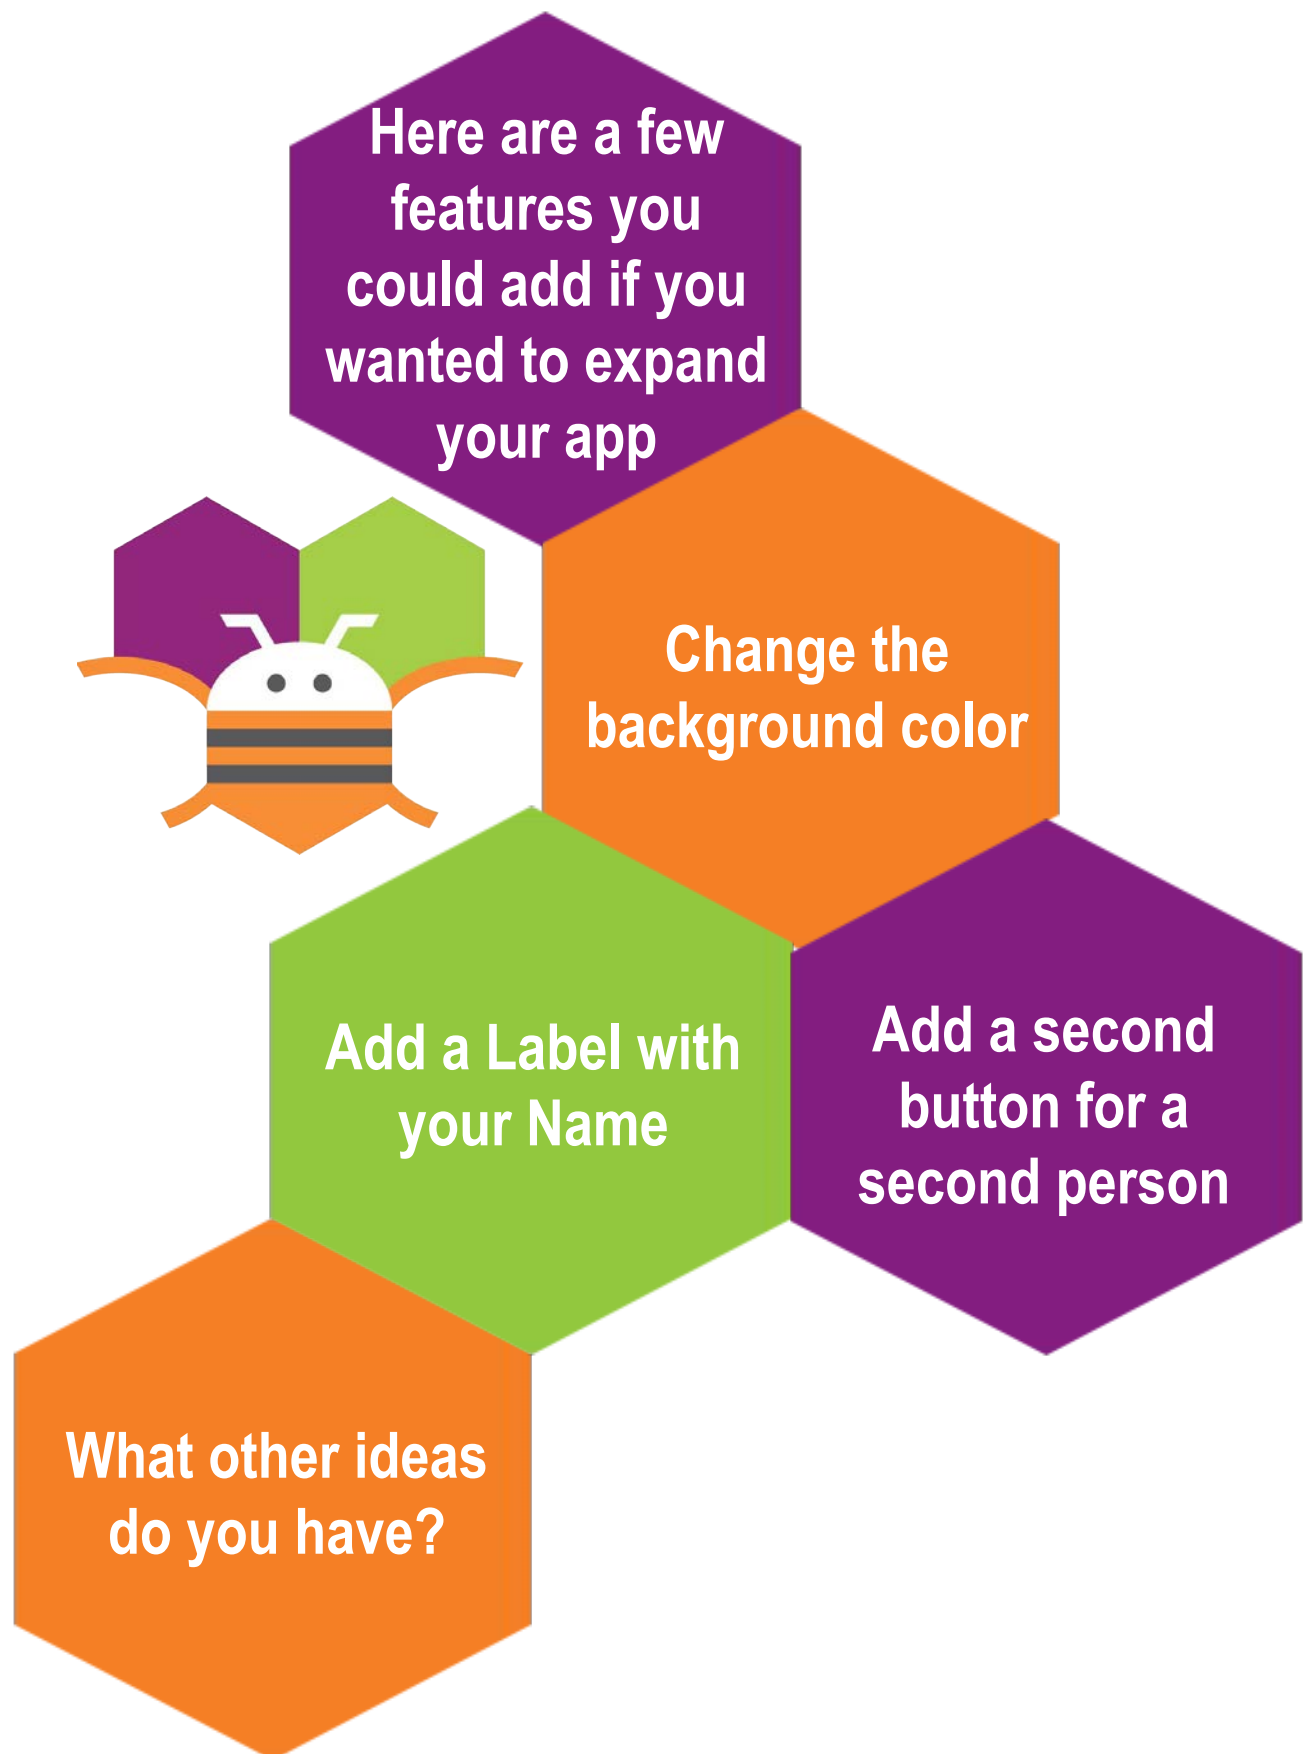 Here are a few
features you
could add if you
wanted to expand
your app
Change the
background color
Add a Label with
your Name
Add a second
button for a
second person
What other ideas
do you have?